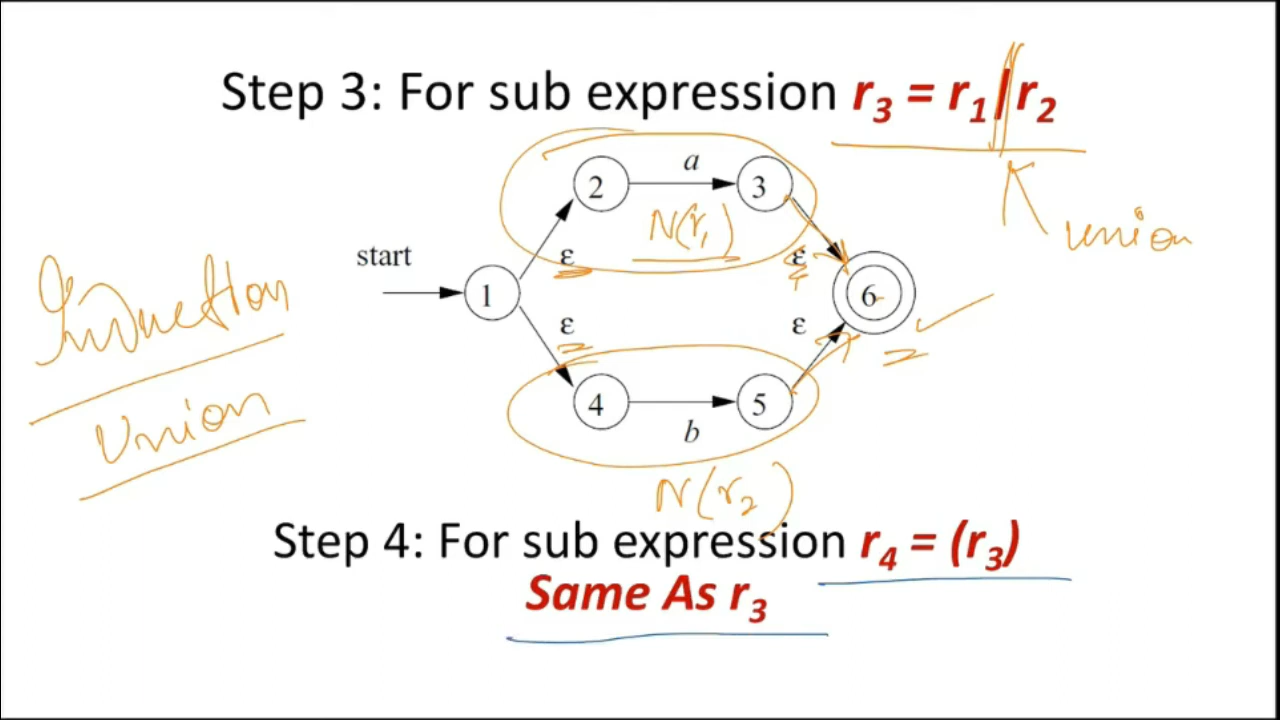 Step 3: For sub expression r3 = r1 | r2
union
a
2
3
N(r1)
ε
ε
start
1
6
Induction
Union
ε
ε
4
5
b
N(r2)
Step 4: For sub expression r4 = (r3)
Same As r3